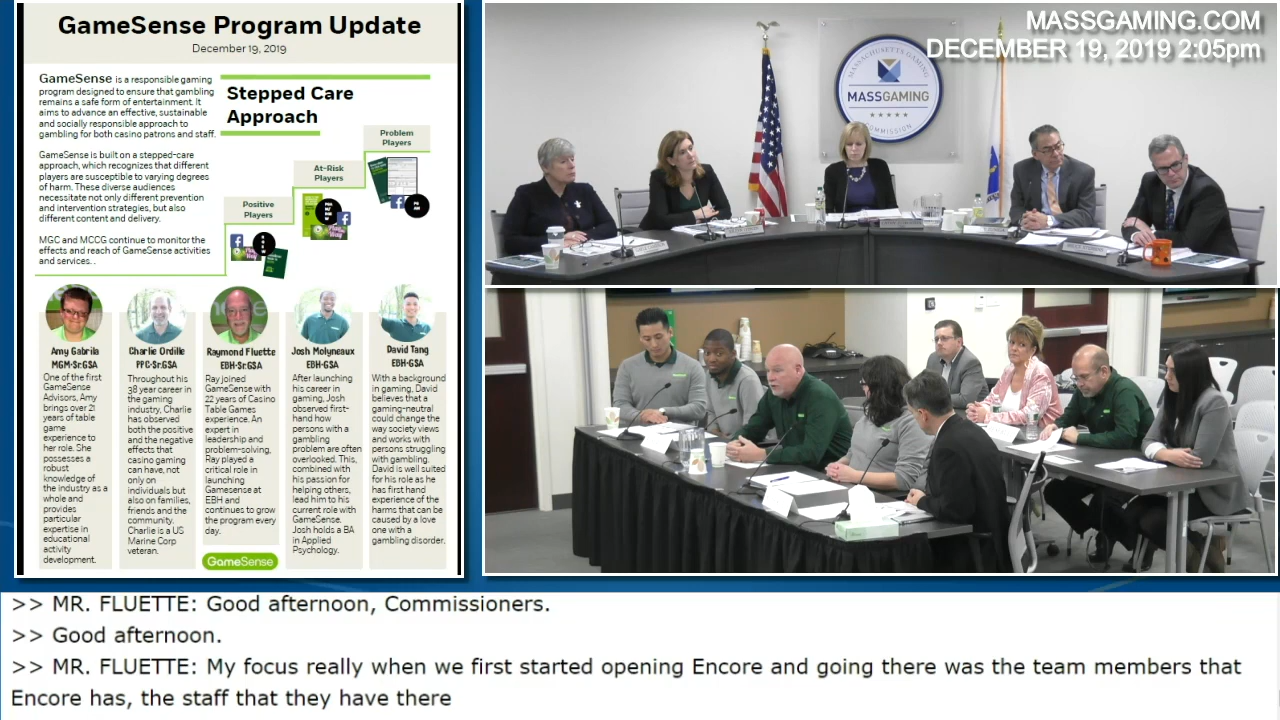 GameSense Program Update
December 19, 2019
GameSense is a responsible gaming
program designed to ensure that gambling
remains a safe form of entertainment. It
aims to advance an effective, sustainable
and socially responsible approach to
gambling for both casino patrons and staff.
GameSense is built on a stepped-care
approach, which recognizes that different
players are susceptible to varying degrees
of harm. These diverse audiences
necessitate not only different prevention
and intervention strategies, but also
different content and delivery.
MGC and MCCG continue to monitor the
effects and reach of GameSense activities
and services. .
Stepped Care
Approach
Problem
Players
At-Risk
Players
Positive
Players
Amy Gabrila
MGM-Sr.GSA
One of the first
GameSense
Advisors, Amy
brings over 21
years of table
game
experience to
her role. She
possesses a
robust
knowledge of
the industry as a
whole and
provides
particular
expertise in
educational
activity
development.
Charlie Ordille
PPC-Sr.GSA
Throughout his
38 year career in
the gaming
industry, Charlie
has observed
both the positive
and the negative
effects that
casino gaming
can have, not
only on
individuals but
also on families,
friends and the
community.
Charlie is a US
Marine Corp
veteran.
Raymond Fluette
EBH-Sr.GSA
Ray joined
GameSense with
22 years of Casino
Table Games
experience. An
expert in
leadership and
problem-solving,
Ray played a
critical role in
launching
Gamesense at
EBH and
continues to grow
the program every
day.
GameSense
Josh Molyneaux
EBH-GSA
After launching
his career in
gaming, Josh
observed first-
hand how
persons with a
gambling
problem are often
overlooked. This,
combined with
his passion for
helping others,
lead him to his
current role with
GameSense.
Josh holds a BA
in Applied
Psychology.
David Tang
EBH-GSA
With a background
in gaming, David
believes that a
gaming-neutral
could change the
way society views
and works with
persons struggling
with gambling.
David is well suited
for his role as he
has first hand
experience of the
harms that can be
caused by a love
one with a
gambling disorder.
MASSGAMING.COM
DECEMBER 19, 2019 2:05pm
MASSACHUSETTS GAMING
MASSGAMING
COMMISSION
>> MR. FLUETTE: Good afternoon, Commissioners.
>> Good afternoon.
>> MR. FLUETTE: My focus really when we first started opening Encore and going there was the team members that
Encore has, the staff that they have there